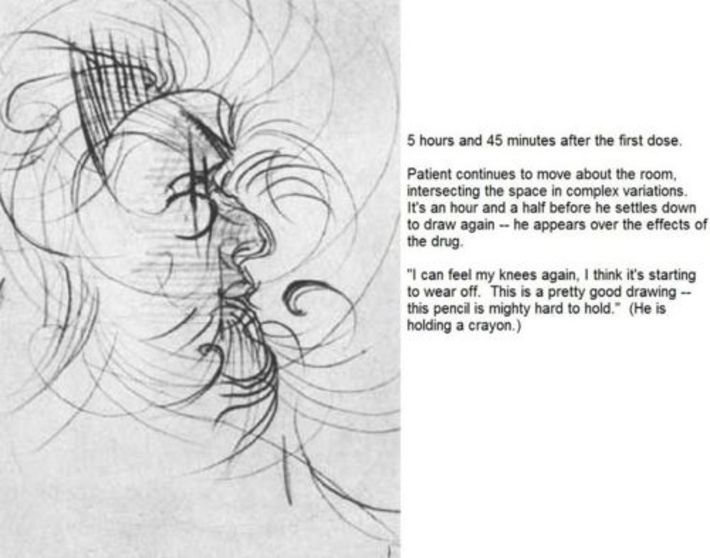 5 hours and 45 minutes after the first dose.
Patient continues to move about the room,
intersecting the space in complex variations.
It's an hour and a half before he settles down
to draw again -- he appears over the effects of
the drug.
"I can feel my knees again, I think it's starting
to wear off.  This is a pretty good drawing --
this pencil is mighty hard to hold."  (He is
holding a crayon.)